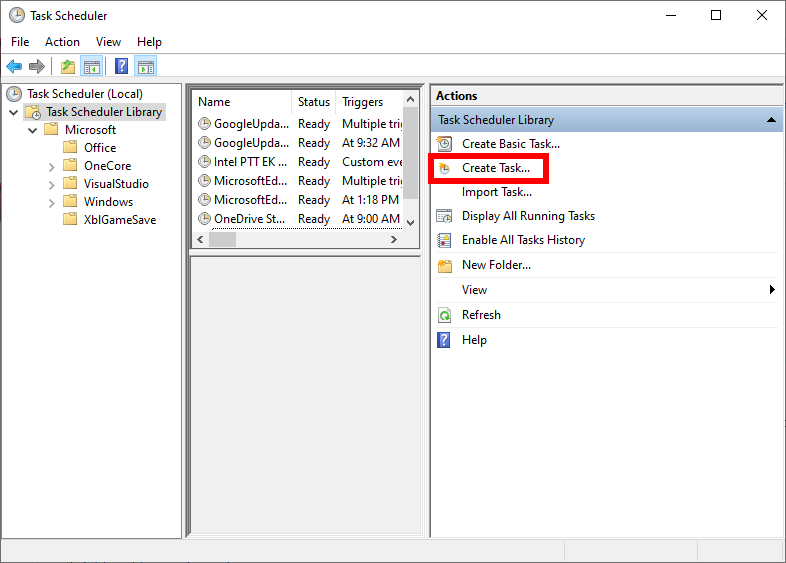 Task Scheduler
File Action View Help
Task Scheduler (Local)
Task Scheduler Library
Microsoft
Office
OneCore
VisualStudio
Windows
XblGameSave
Name Status Triggers
GoogleUpda... Ready Multiple trig
GoogleUpda... Ready At 9:32 AM
Intel PTT EK ... Ready Custom eve
MicrosoftEd... Ready Multiple trig
MicrosoftEd... Ready At 1:18 PM
OneDrive St... Ready At 9:00 AM
Actions
Task Scheduler Library
Create Basic Task...
Create Task...
Import Task...
Display All Running Tasks
Enable All Tasks History
New Folder...
View
Refresh
Help